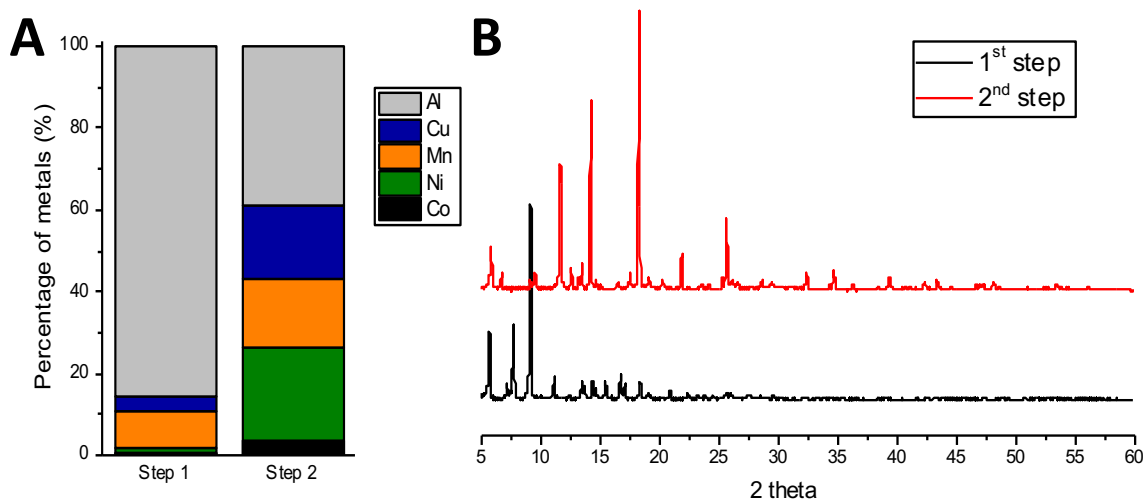 A
Percentage of metals (%)
100
80
60
40
20
0
Step 1
Step 2
Al
Cu
Mn
Ni
Co
B
1st step
2nd step
5
10
15
20
25
30
35
40
45
50
55
60
2 theta